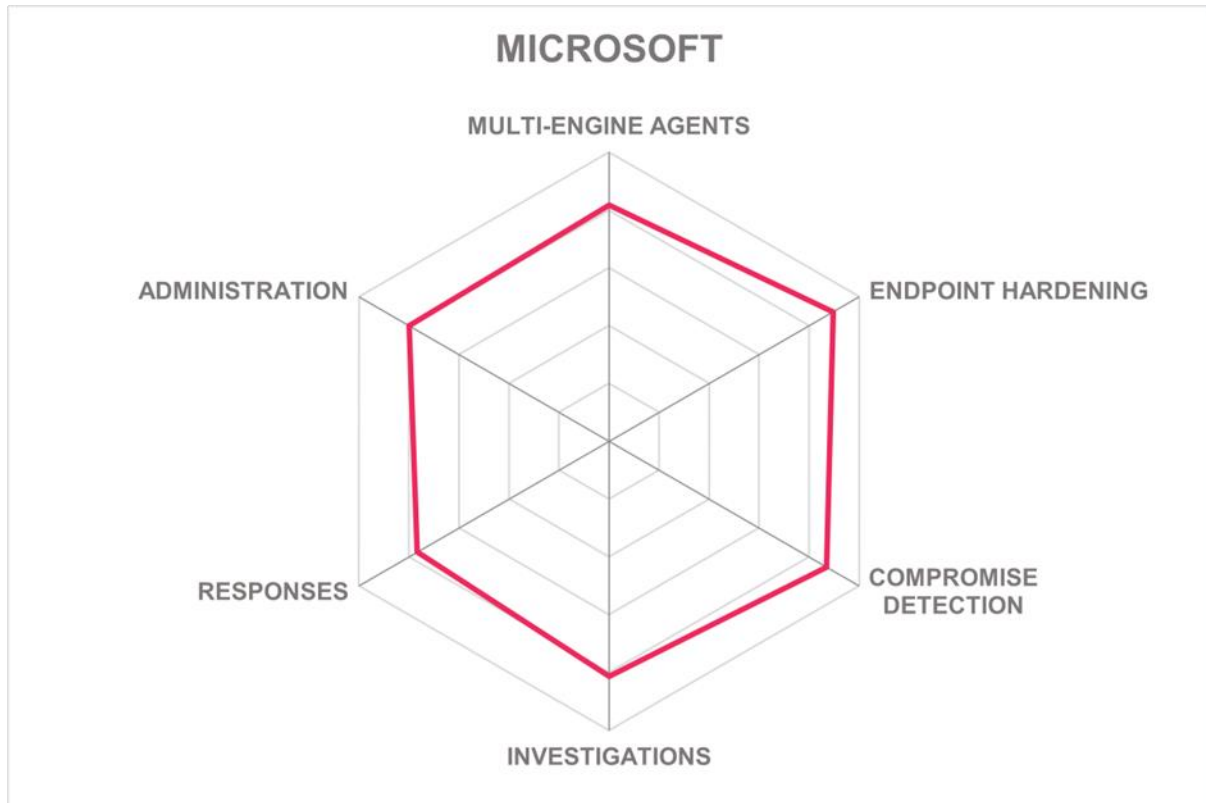 MICROSOFT
MULTI-ENGINE AGENTS
ADMINISTRATION
ENDPOINT HARDENING
RESPONSES
COMPROMISE
DETECTION
INVESTIGATIONS